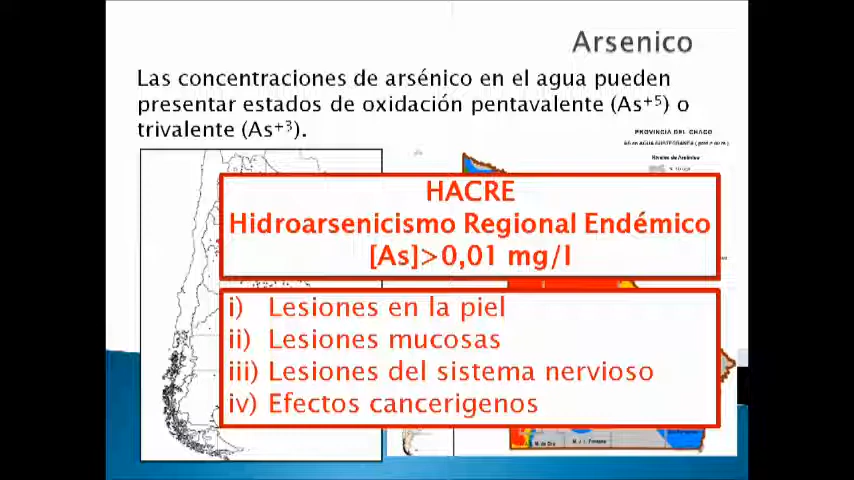 Arsenico
Las concentraciones de arsénico en el agua pueden
presentar estados de oxidación pentavalente (As+5) o
trivalente (As+3).
PROVINCIA DEL CHACO
Niveles de Arsénico
HACRE
Hidroarsenicismo Regional Endémico
[As]>0,01 mg/l
i) Lesiones en la piel
ii) Lesiones mucosas
iii) Lesiones del sistema nervioso
iv) Efectos cancerigenos